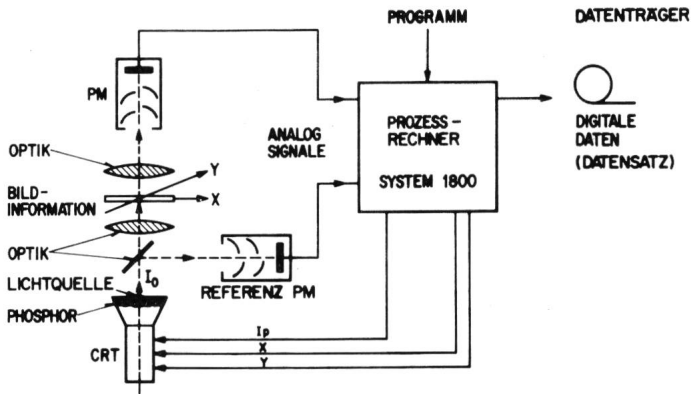 PROGRAMM
DATENTRÄGER
PM
ANALOG
SIGNALE
PROZESS-
RECHNER
SYSTEM 1800
DIGITALE
DATEN
(DATENSATZ)
OPTIK
Y
BILD-
INFORMATION
X
OPTIK
LICHTQUELLE
I₀
REFERENZ PM
PHOSPHOR
CRT
Ip
X
Y